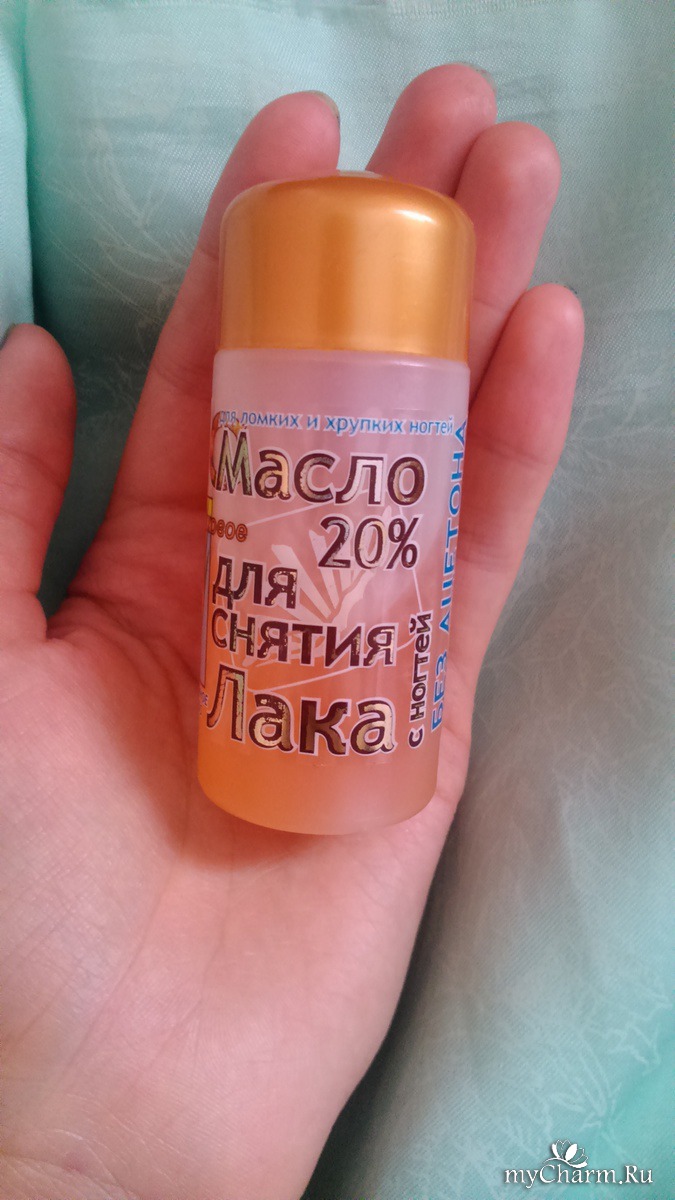 для ломких и хрупких ногтей
Масло
20%
для
снятия
Лака
с ногтей
БЕЗ АЦЕТОНА
myCharm.Ru